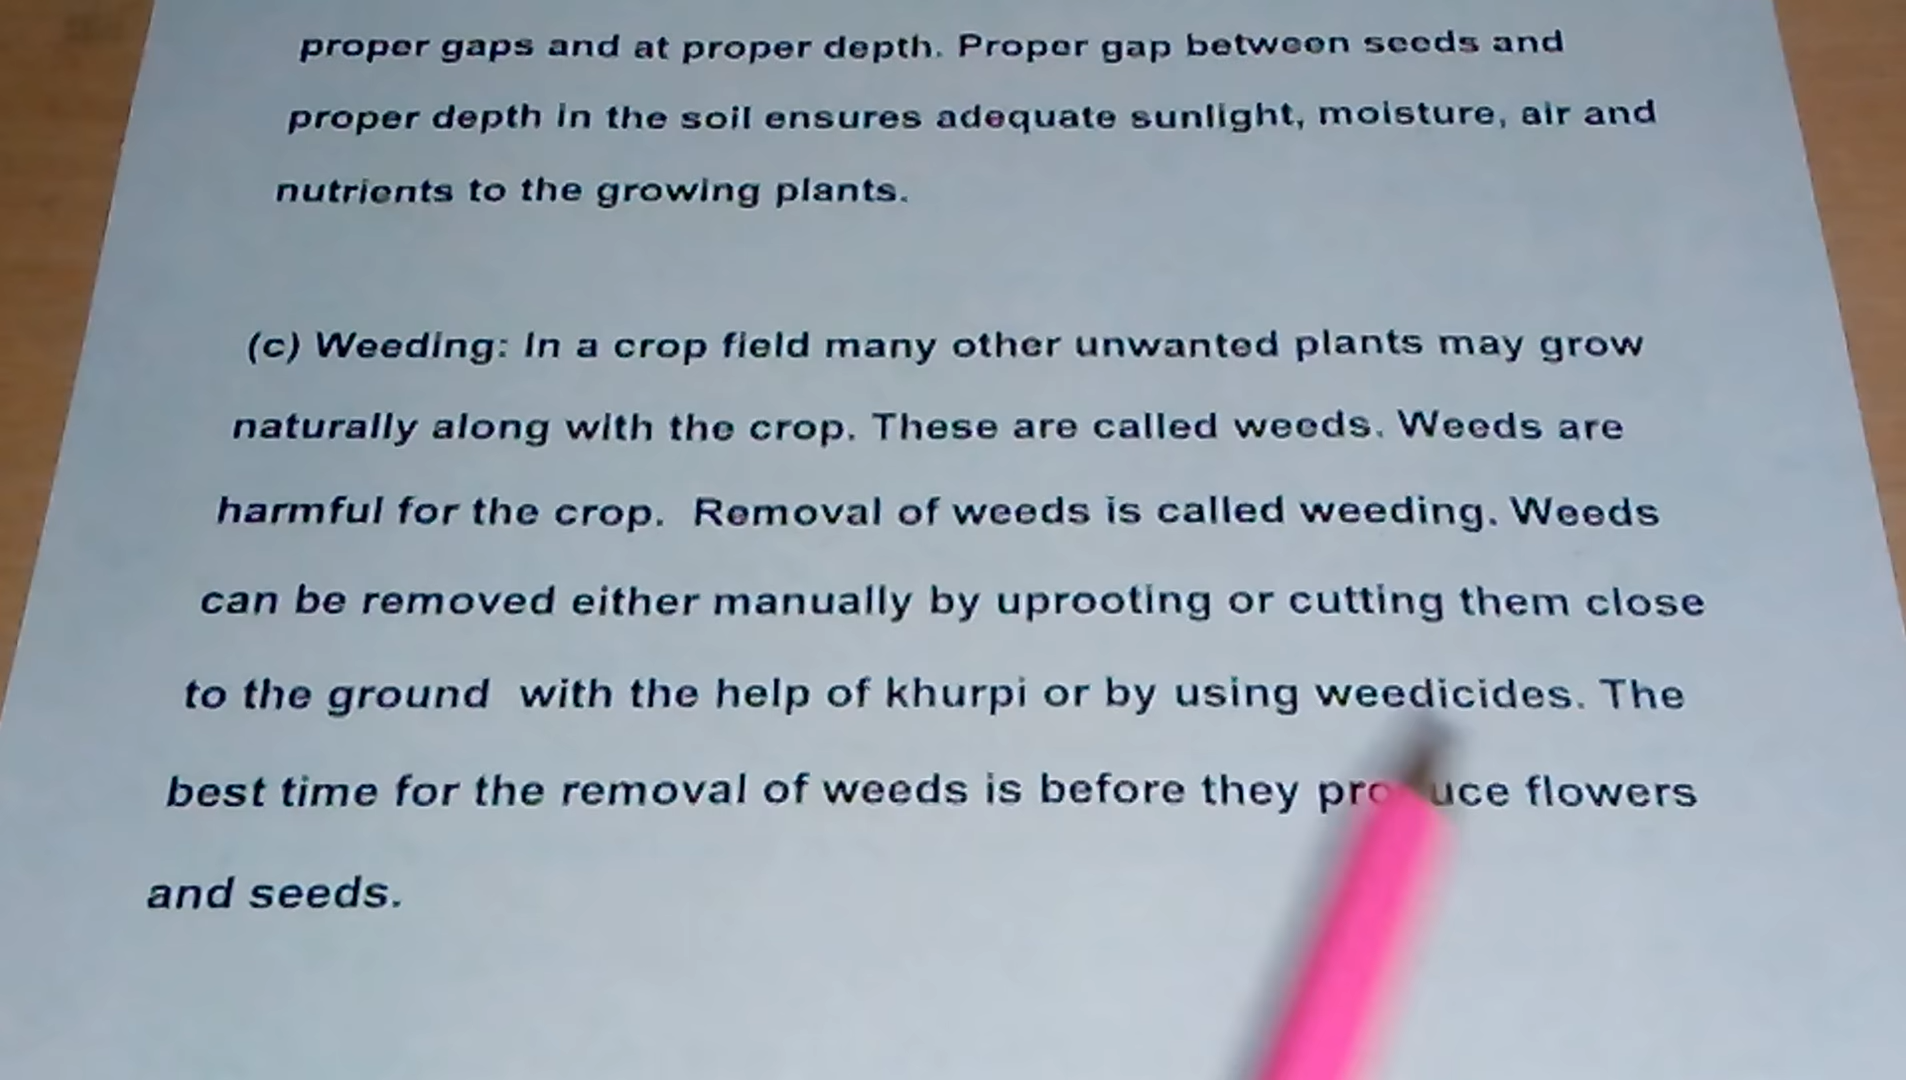 proper gaps and at proper depth. Proper gap between seeds and
proper depth in the soil ensures adequate sunlight, moisture, air and
nutrients to the growing plants.
(c) Weeding: In a crop field many other unwanted plants may grow
naturally along with the crop. These are called weeds. Weeds are
harmful for the crop. Removal of weeds is called weeding. Weeds
can be removed either manually by uprooting or cutting them close
to the ground with the help of khurpi or by using weedicides. The
best time for the removal of weeds is before they produce flowers
and seeds.